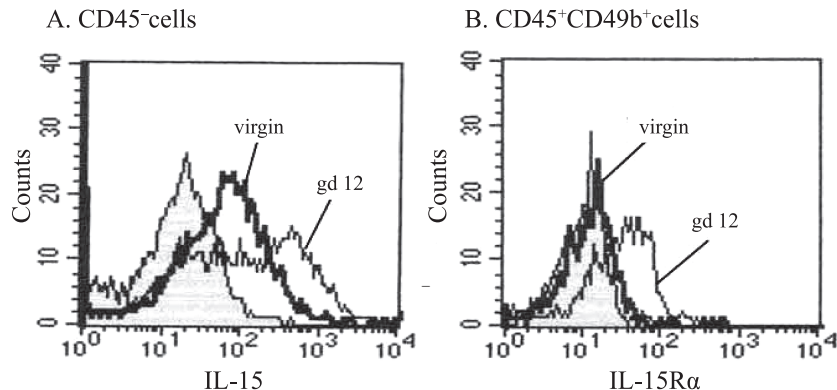 A. CD45⁻cells
B. CD45⁺CD49b⁺cells
Counts
40
30
20
10
0
virgin
gd 12
10⁰
10¹
10²
10³
10⁴
IL-15
Counts
40
30
20
10
0
virgin
gd 12
10⁰
10¹
10²
10³
10⁴
IL-15Rα